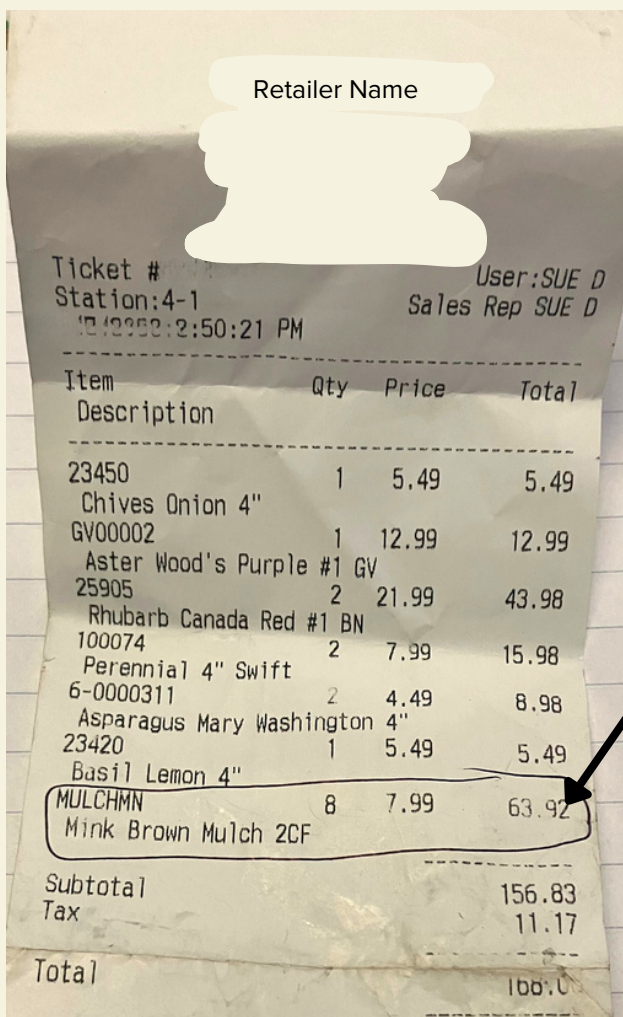 Retailer Name
Ticket #
User:SUE D
Station:4-1
Sales Rep SUE D
2:50:21 PM
Item Qty Price Total
Description
23450 1 5.49 5.49
Chives Onion 4"
GV00002 1 12.99 12.99
Aster Wood's Purple #1 GV
25905 2 21.99 43.98
Rhubarb Canada Red #1 BN
100074 2 7.99 15.98
Perennial 4" Swift
6-0000311 2 4.49 8.98
Asparagus Mary Washington 4"
23420 1 5.49 5.49
Basil Lemon 4"
MULCHMN 8 7.99 63.92
Mink Brown Mulch 2CF
Subtotal 156.83
Tax 11.17
Total